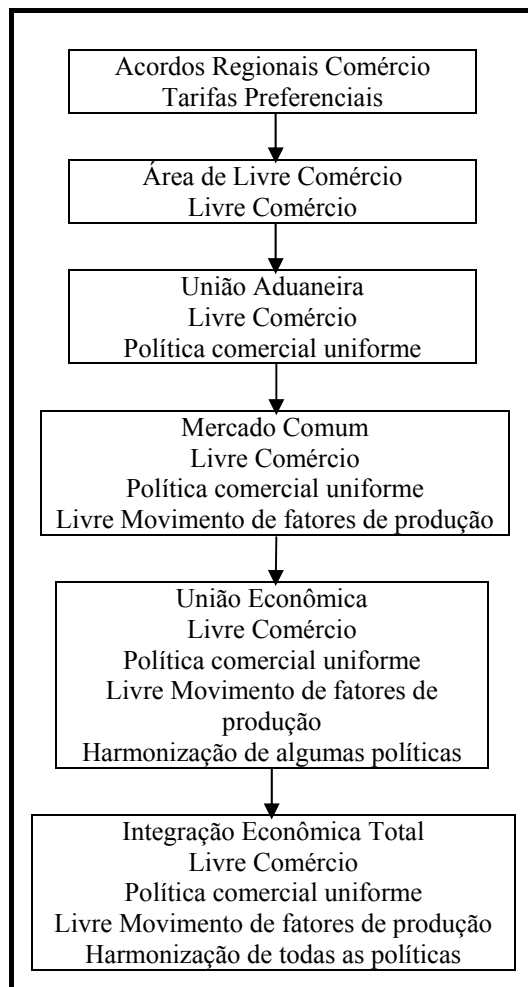 Acordos Regionais Comércio
Tarifas Preferenciais
Área de Livre Comércio
Livre Comércio
União Aduaneira
Livre Comércio
Política comercial uniforme
Mercado Comum
Livre Comércio
Política comercial uniforme
Livre Movimento de fatores de produção
União Econômica
Livre Comércio
Política comercial uniforme
Livre Movimento de fatores de
produção
Harmonização de algumas políticas
Integração Econômica Total
Livre Comércio
Política comercial uniforme
Livre Movimento de fatores de produção
Harmonização de todas as políticas